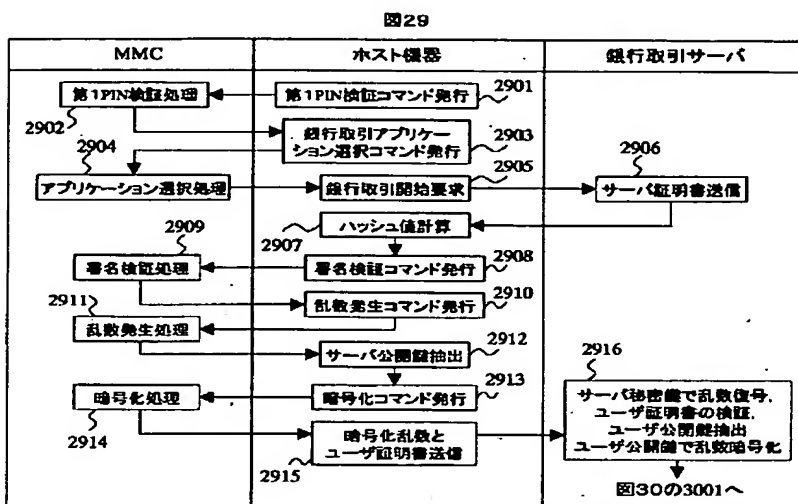 図29
MMC
ホスト機器
銀行取引サーバ
第1PIN検証処理
第1PIN検証コマンド発行
2901
2902
2904
銀行取引アプリケー
ション選択コマンド発行
2903
2905
2906
アプリケーション選択処理
銀行取引開始要求
サーバ証明書送信
ハッシュ値計算
2907
2909
署名検証処理
署名検証コマンド発行
2908
2911
乱数発生コマンド発行
2910
乱数発生処理
サーバ公開鍵抽出
2912
2916
暗号化処理
暗号化コマンド発行
2913
2914
暗号化乱数と
ユーザ証明書送信
2915
サーバ秘密鍵で乱数復号,
ユーザ証明書の検証,
ユーザ公開鍵抽出
ユーザ公開鍵で乱数暗号化
図30の3001へ